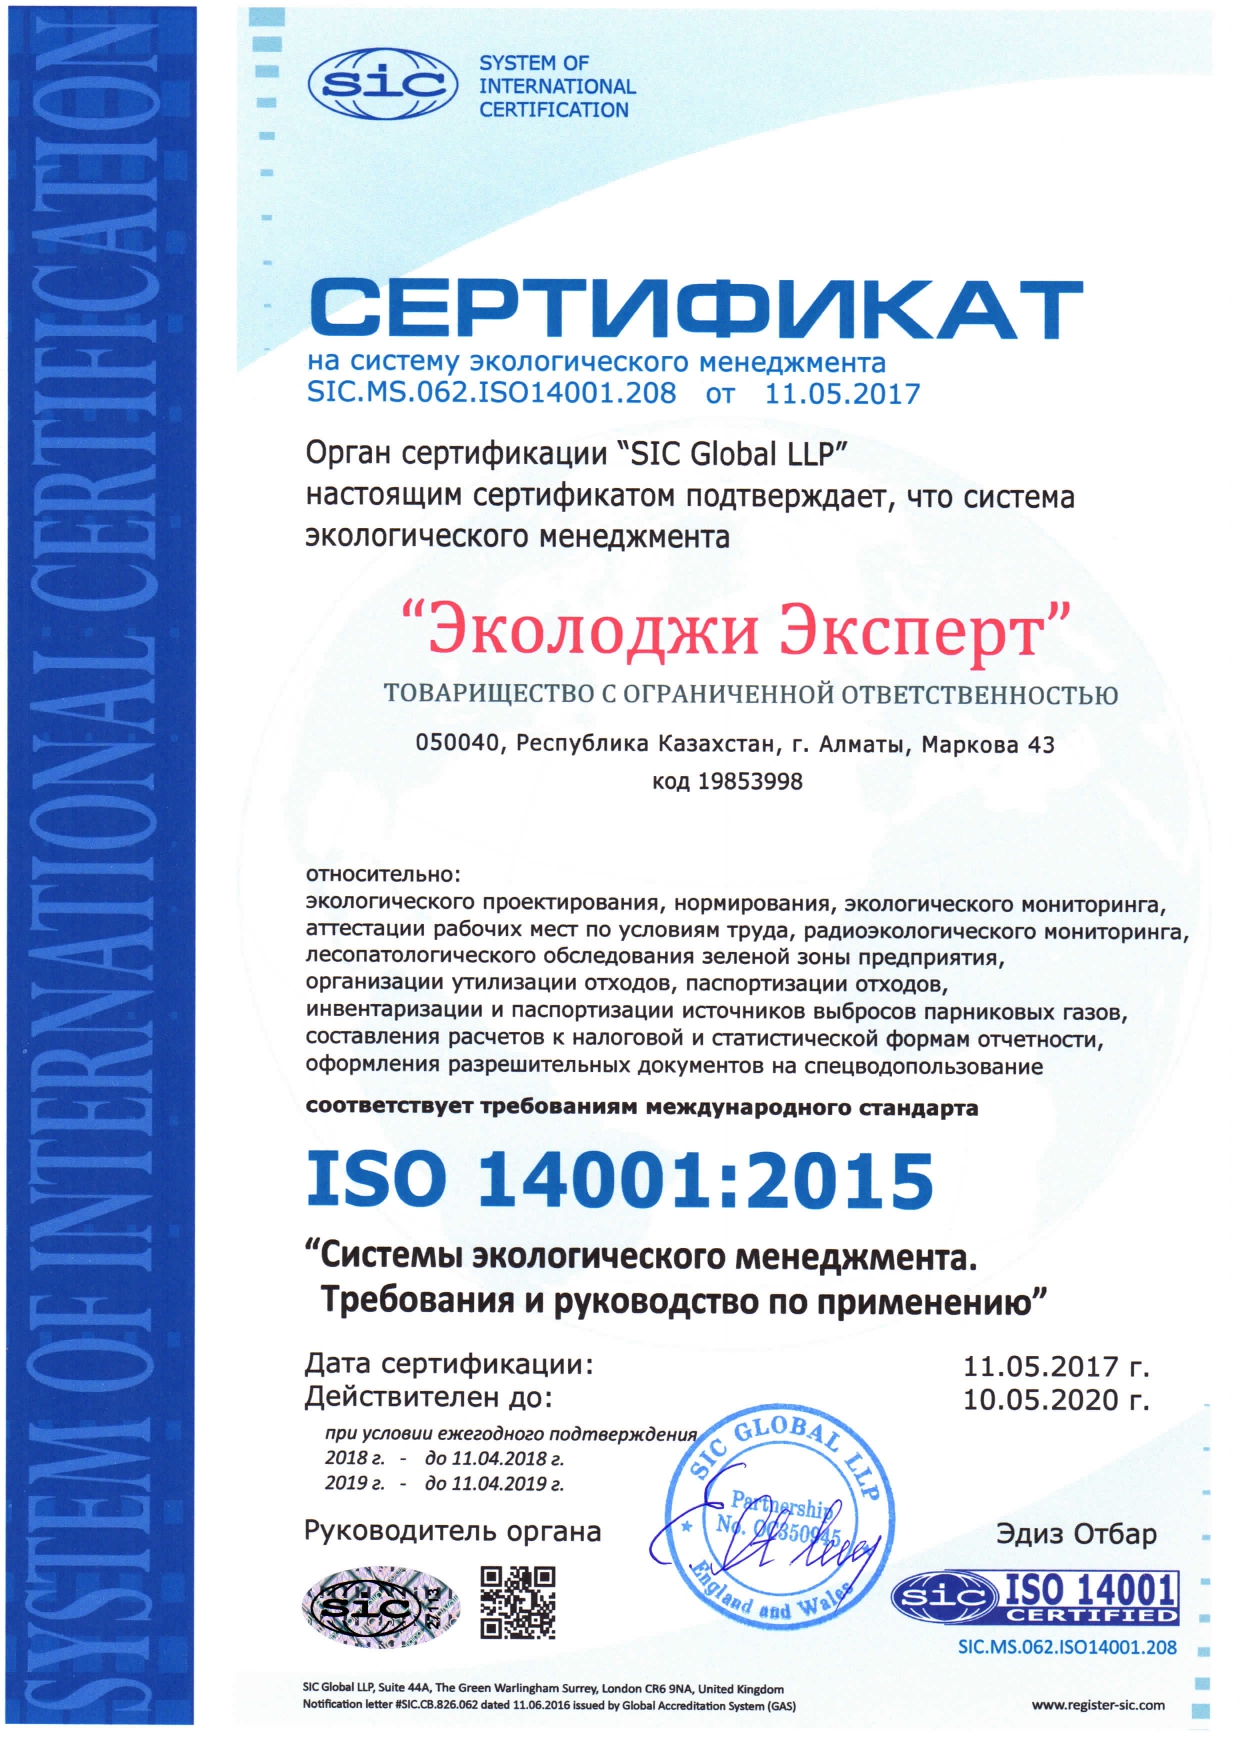 SYSTEM OF INTERNATIONAL CERTIFICATION
sic
SYSTEM OF
INTERNATIONAL
CERTIFICATION
СЕРТИФИКАТ
на систему экологического менеджмента
SIC.MS.062.ISO14001.208 от 11.05.2017
Орган сертификации “SIC Global LLP”
настоящим сертификатом подтверждает, что система
экологического менеджмента
“Эколоджи Эксперт”
ТОВАРИЩЕСТВО С ОГРАНИЧЕННОЙ ОТВЕТСТВЕННОСТЬЮ
050040, Республика Казахстан, г. Алматы, Маркова 43
код 19853998
относительно:
экологического проектирования, нормирования, экологического мониторинга,
аттестации рабочих мест по условиям труда, радиоэкологического мониторинга,
лесопатологического обследования зеленой зоны предприятия,
организации утилизации отходов, паспортизации отходов,
инвентаризации и паспортизации источников выбросов парниковых газов,
составления расчетов к налоговой и статистической формам отчетности,
оформления разрешительных документов на спецводопользование
соответствует требованиям международного стандарта
ISO 14001:2015
“Системы экологического менеджмента.
Требования и руководство по применению”
Дата сертификации: 11.05.2017 г.
Действителен до: 10.05.2020 г.
при условии ежегодного подтверждения
2018 г. - до 11.04.2018 г.
2019 г. - до 11.04.2019 г.
SIC GLOBAL LLP
Partnership
No. OC350945
England and Wales
Руководитель органа Эдиз Отбар
sic 2713
sic ISO 14001
CERTIFIED
SIC.MS.062.ISO14001.208
SIC Global LLP, Suite 44A, The Green Warlingham Surrey, London CR6 9NA, United Kingdom
Notification letter #SIC.CB.826.062 dated 11.06.2016 issued by Global Accreditation System (GAS)
www.register-sic.com